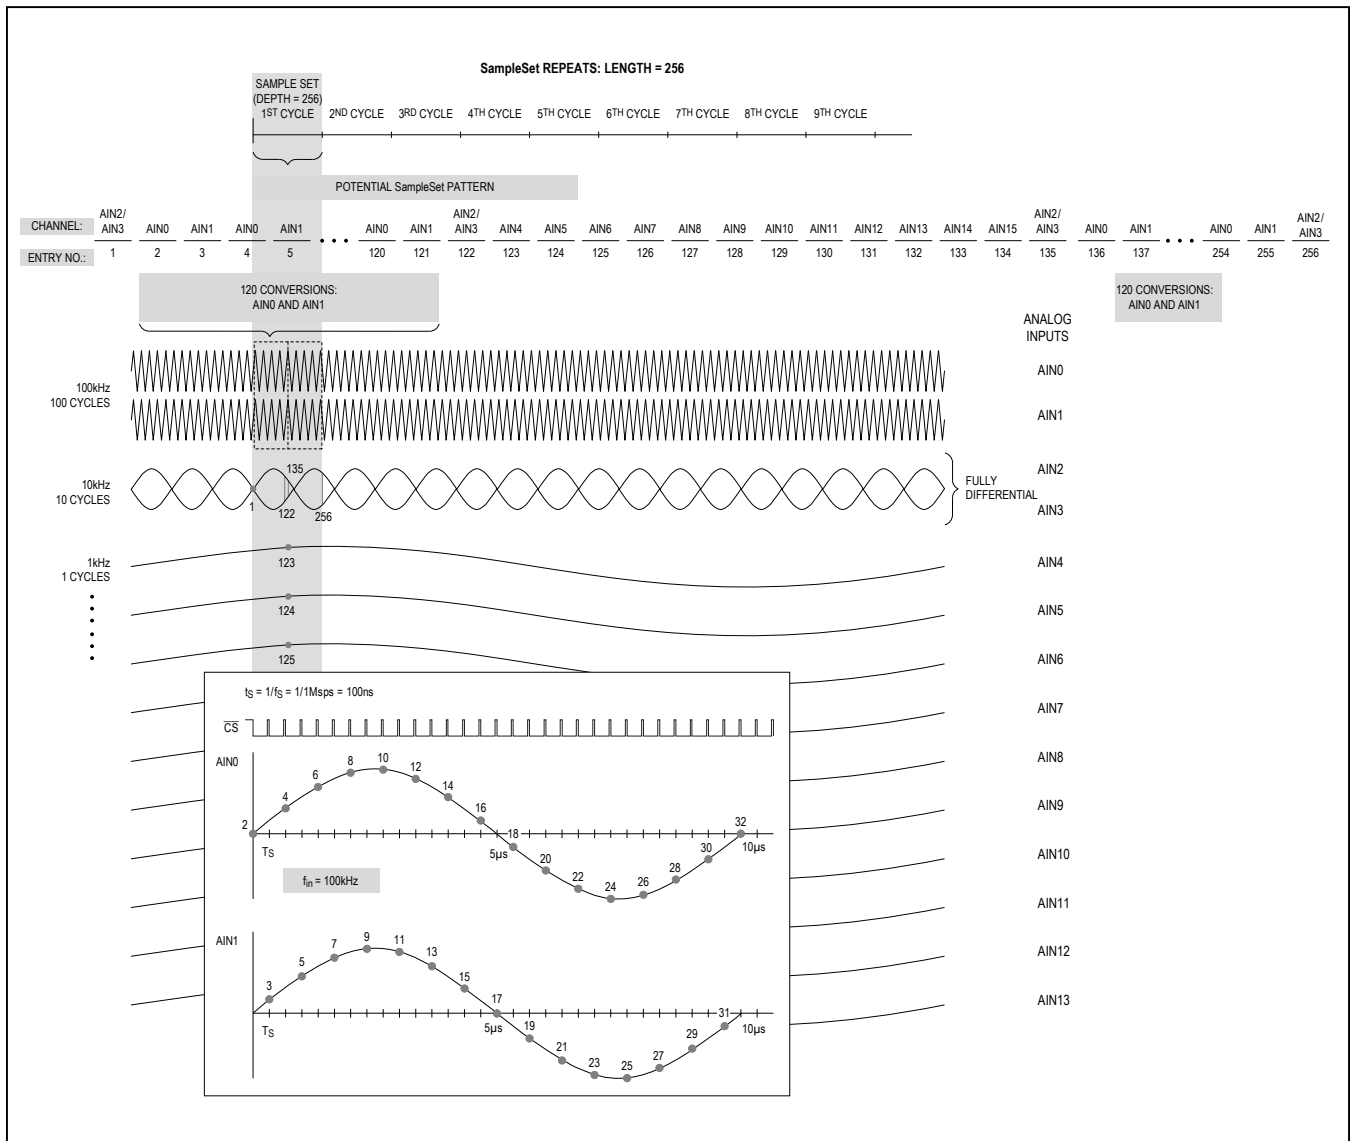 SampleSet REPEATS: LENGTH = 256
SAMPLE SET
(DEPTH = 256)
1ST CYCLE 2ND CYCLE 3RD CYCLE 4TH CYCLE 5TH CYCLE 6TH CYCLE 7TH CYCLE 8TH CYCLE 9TH CYCLE
POTENTIAL SampleSet PATTERN
CHANNEL: AIN2/AIN3 AIN0 AIN1 AIN0 AIN1 • • • AIN0 AIN1 AIN2/AIN3 AIN4 AIN5 AIN6 AIN7 AIN8 AIN9 AIN10 AIN11 AIN12 AIN13 AIN14 AIN15 AIN2/AIN3 AIN0 AIN1 • • • AIN0 AIN1 AIN2/AIN3
ENTRY NO.: 1 2 3 4 5 120 121 122 123 124 125 126 127 128 129 130 131 132 133 134 135 136 137 254 255 256
120 CONVERSIONS:
AIN0 AND AIN1
120 CONVERSIONS:
AIN0 AND AIN1
ANALOG
INPUTS
100kHz
100 CYCLES
AIN0
AIN1
10kHz
10 CYCLES
135
1
122
256
FULLY
DIFFERENTIAL
AIN2
AIN3
1kHz
1 CYCLES
123
AIN4
124
AIN5
125
AIN6
AIN7
AIN8
AIN9
AIN10
AIN11
AIN12
AIN13
tS = 1/fS = 1/1Msps = 100ns
CS
AIN0
2 4 6 8 10 12 14 16 18 20 22 24 26 28 30 32
TS
5µs
10µs
fin = 100kHz
AIN1
3 5 7 9 11 13 15 17 19 21 23 25 27 29 31
TS
5µs
10µs